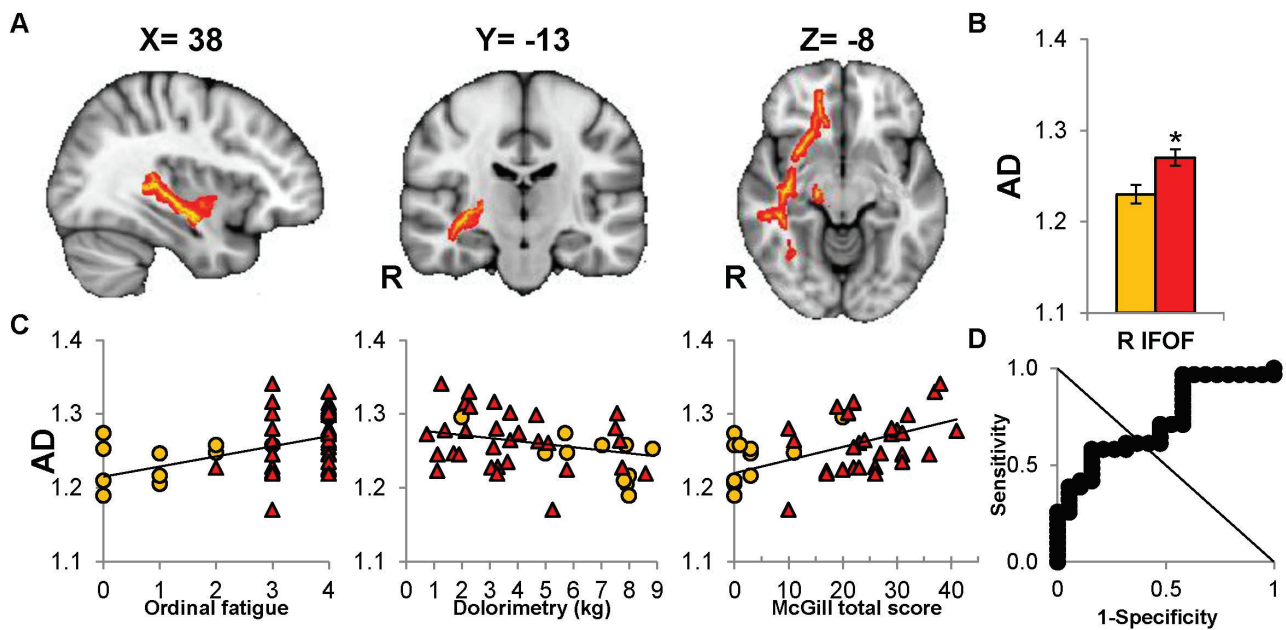 A
X= 38
Y= -13
Z= -8
R
R
B
1.4
1.3
1.2
1.1
AD
*
R IFOF
C
AD
1.4
1.3
1.2
1.1
0 1 2 3 4
Ordinal fatigue
1.4
1.3
1.2
1.1
0 1 2 3 4 5 6 7 8 9
Dolorimetry (kg)
1.4
1.3
1.2
1.1
0 10 20 30 40
McGill total score
D
Sensitivity
1.0
0.5
0.0
0 0.5 1
1-Specificity